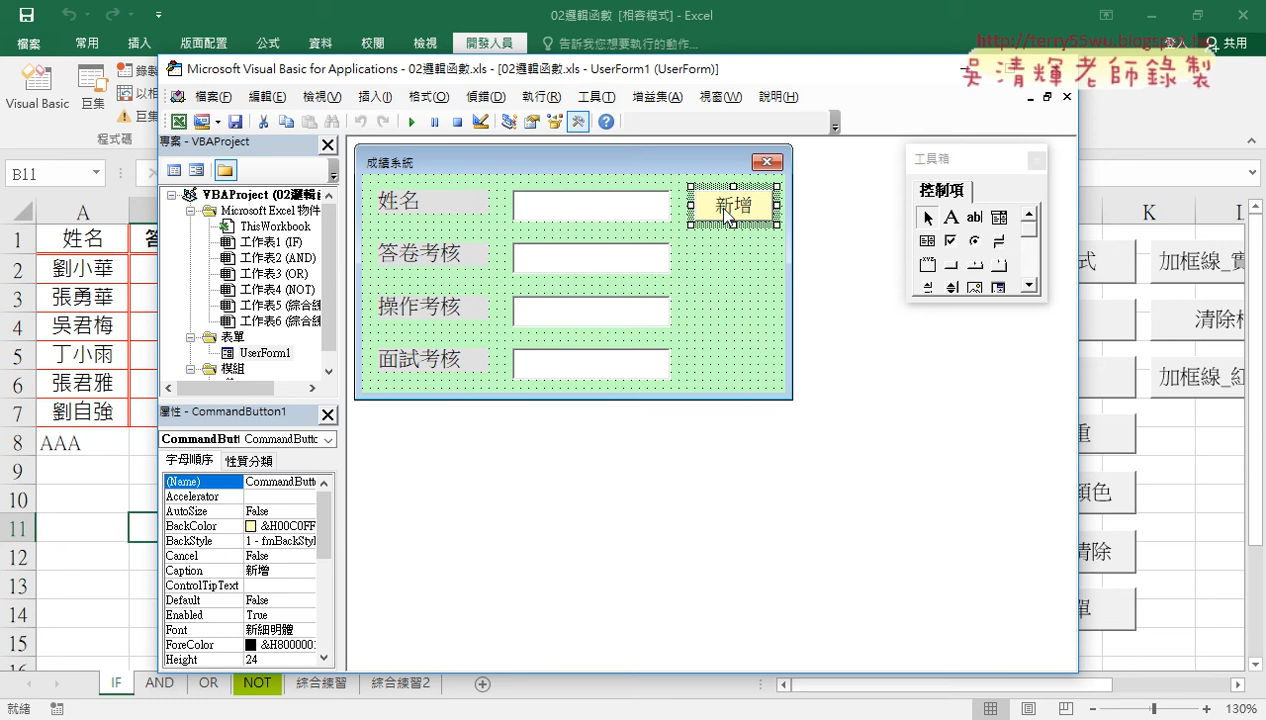 02邏輯函數 [相容模式] - Excel
http://terry55wu.blogspot.tw
吳清輝老師錄製
檔案 常用 插入 版面配置 公式 資料 校閱 檢視 開發人員 告訴我您想要執行的動作... 登入 共用
Visual Basic 巨集
程式碼
Microsoft Visual Basic for Applications - 02邏輯函數.xls - [02邏輯函數.xls - UserForm1 (UserForm)]
檔案(F) 編輯(E) 檢視(V) 插入(I) 格式(O) 偵錯(D) 執行(R) 工具(T) 增益集(A) 視窗(W) 說明(H)
專案 - VBAProject
VBAProject (02邏輯
Microsoft Excel 物件
ThisWorkbook
工作表1 (IF)
工作表2 (AND)
工作表3 (OR)
工作表4 (NOT)
工作表5 (綜合
工作表6 (綜合
表單
UserForm1
模組
屬性 - CommandButton1
CommandButt CommandButto
字母順序 性質分類
(Name) CommandButt
Accelerator
AutoSize False
BackColor &H00C0FF
BackStyle 1 - fmBackStyl
Cancel False
Caption 新增
ControlTipText
Default False
Enabled True
Font 新細明體
ForeColor &H800001
Height 24
成績系統
姓名
新增
答卷考核
操作考核
面試考核
工具箱
控制項
B11
A K L
1 姓名 答
2 劉小華
3 張勇華
4 吳君梅
5 丁小雨
6 張君雅
7 劉自強
8 AAA
9
10
11
12
13
14
15
式 加框線_
清除
加框線_紅
重
顏色
清除
單
IF AND OR NOT 綜合練習 綜合練習2
就緒 130%